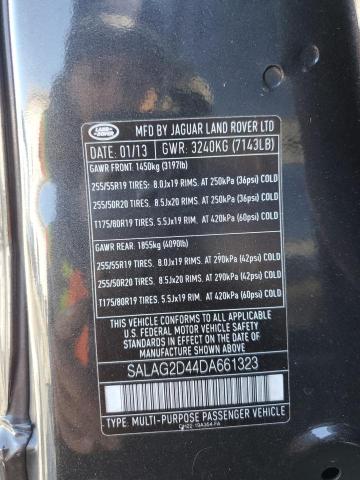 LAND ROVER
MFD BY JAGUAR LAND ROVER LTD
DATE: 01/13 GWR: 3240KG (7143LB)
GAWR FRONT: 1450kg (3197lb)
255/55R19 TIRES: 8.0Jx19 RIMS. AT 250kPa (36psi) COLD
255/50R20 TIRES: 8.5Jx20 RIMS. AT 250kPa (36psi) COLD
T175/80R19 TIRES: 5.5Jx19 RIM. AT 420kPa (60psi) COLD
GAWR REAR: 1855kg (4090lb)
255/55R19 TIRES: 8.0Jx19 RIMS. AT 290kPa (42psi) COLD
255/50R20 TIRES: 8.5Jx20 RIMS. AT 290kPa (42psi) COLD
T175/80R19 TIRES: 5.5Jx19 RIM. AT 420kPa (60psi) COLD
THIS VEHICLE CONFORMS TO ALL APPLICABLE
U.S. FEDERAL MOTOR VEHICLE SAFETY AND
THEFT PREVENTION STANDARDS
IN EFFECT ON THE DATE OF
MANUFACTURE SHOWN ABOVE
SALAG2D44DA661323
TYPE: MULTI-PURPOSE PASSENGER VEHICLE